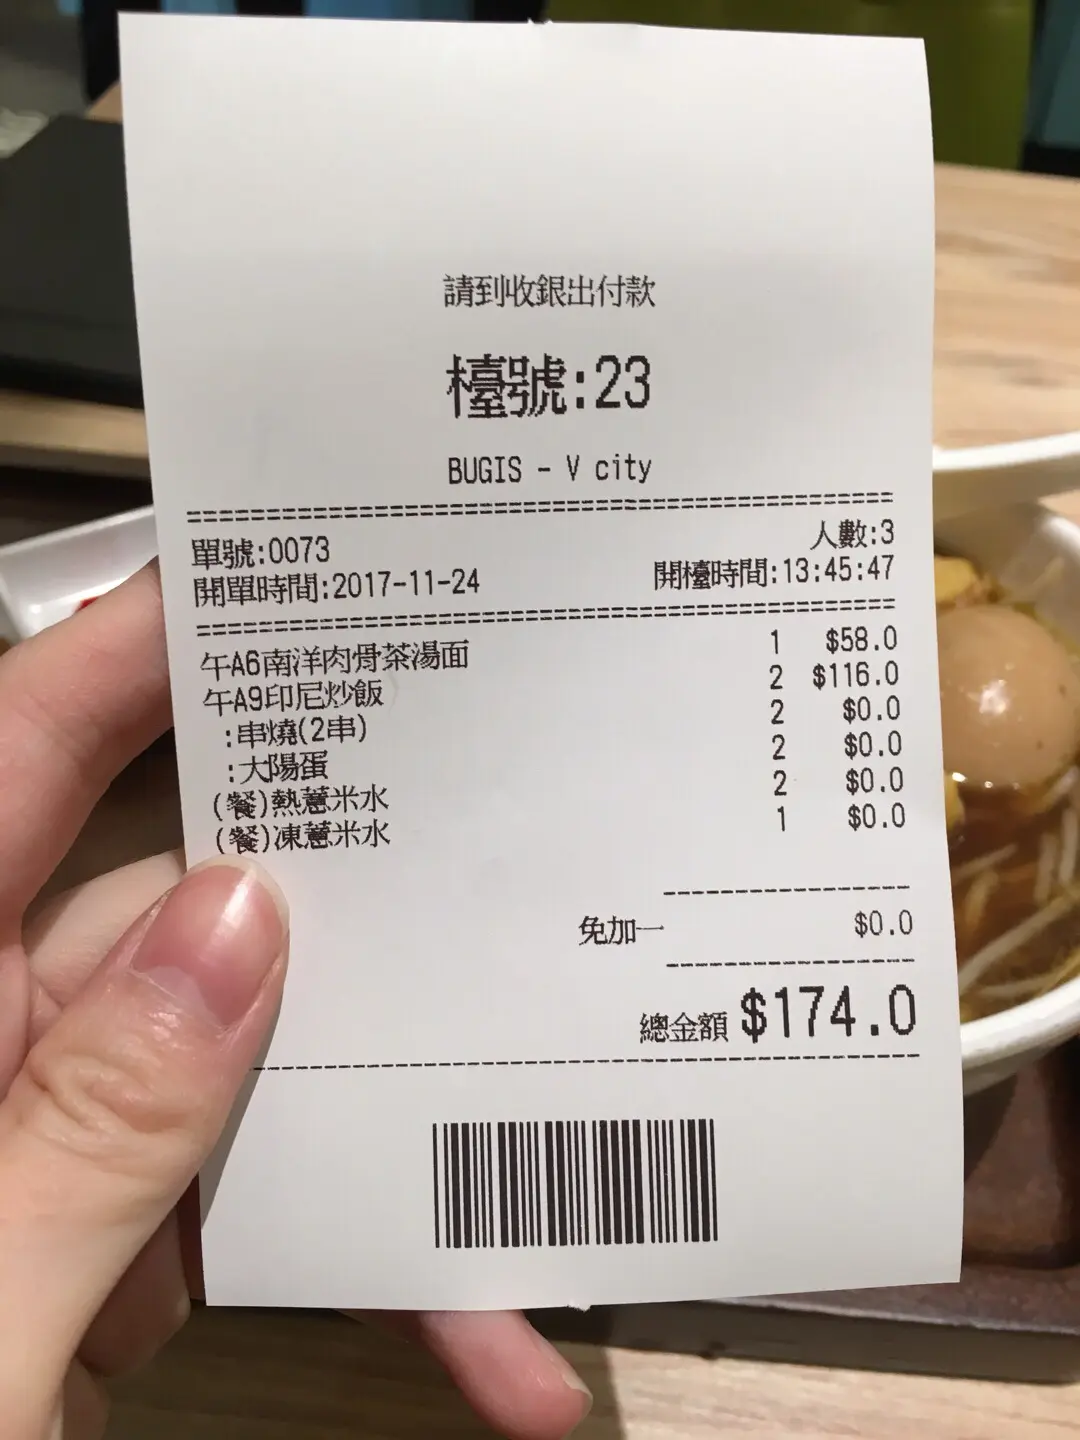 請到收銀出付款
檯號:23
BUGIS - V city
單號:0073 人數:3
開單時間:2017-11-24 開檯時間:13:45:47
午A6南洋肉骨茶湯面 1 $58.0
午A9印尼炒飯 2 $116.0
:串燒(2串) 2 $0.0
:大陽蛋 2 $0.0
(餐)熱薏米水 2 $0.0
(餐)凍薏米水 1 $0.0
免加一 $0.0
總金額 $174.0